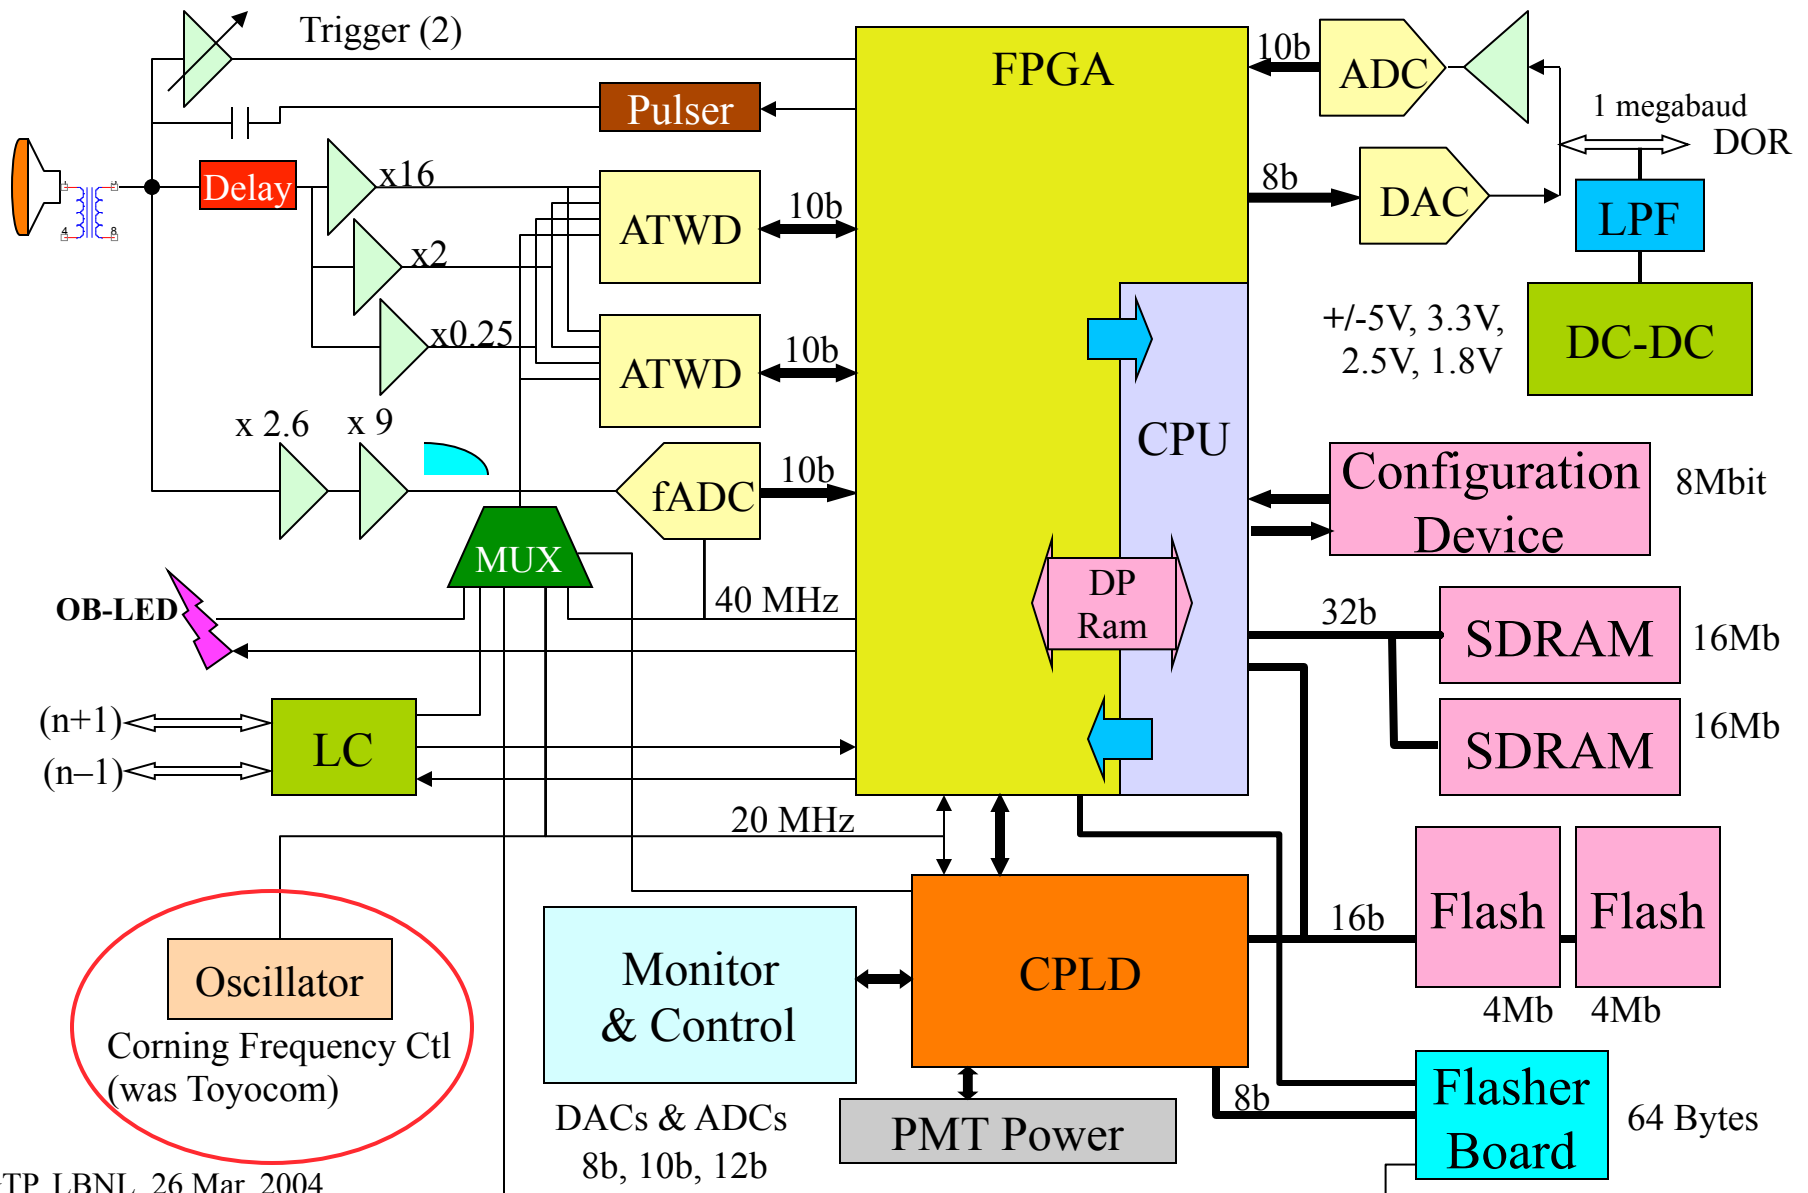 Trigger (2)
FPGA
10b
ADC
Pulser
1 megabaud
DOR
Delay
x16
ATWD
10b
8b
DAC
LPF
1
4
8
x2
x0.25
ATWD
10b
+/-5V, 3.3V,
2.5V, 1.8V
DC-DC
x 2.6
x 9
CPU
fADC
10b
Configuration
Device
8Mbit
MUX
OB-LED
40 MHz
DP
Ram
32b
SDRAM
16Mb
(n+1)
(n–1)
LC
SDRAM
16Mb
20 MHz
Oscillator
Corning Frequency Ctl
(was Toyocom)
Monitor
& Control
CPLD
16b
Flash
Flash
4Mb
4Mb
DACs & ADCs
8b, 10b, 12b
PMT Power
8b
Flasher
Board
64 Bytes
TP LBNL 26 Mar 2004